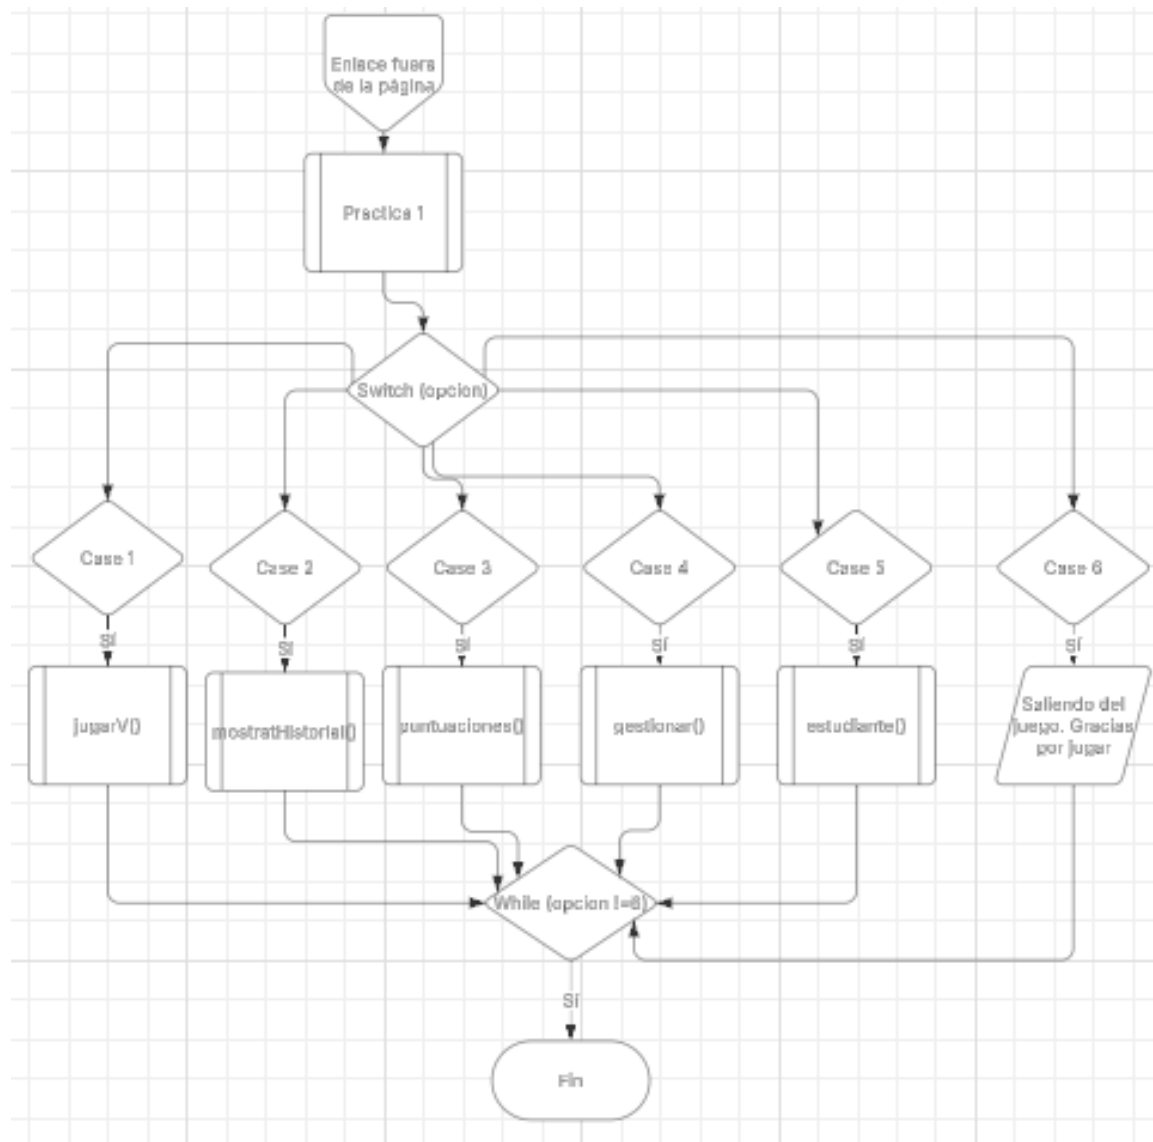 Enlace fuera
de la página
Practica 1
Switch (opcion)
Case 1
Case 2
Case 3
Case 4
Case 5
Case 6
Sí
Sí
Sí
Sí
Sí
Sí
jugarV()
mostratHistorial()
puntuaciones()
gestionar()
estudiante()
Saliendo del
juego. Gracias
por jugar
While (opcion !=6)
Sí
Fin